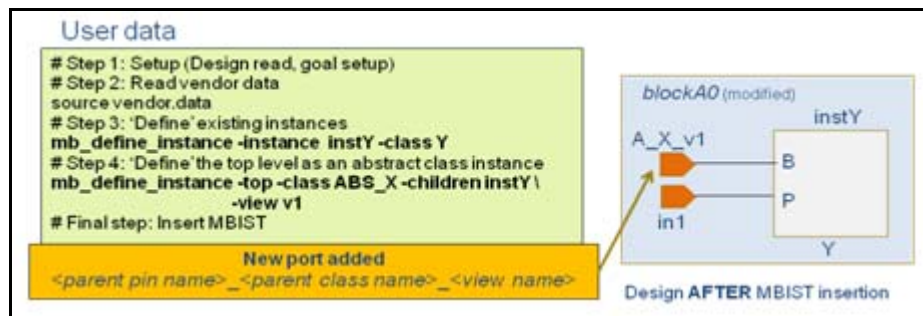 User data
# Step 1: Setup (Design read, goal setup)
# Step 2: Read vendor data
source vendor.data
# Step 3: 'Define' existing instances
mb_define_instance -instance instY -class Y
# Step 4: 'Define' the top level as an abstract class instance
mb_define_instance -top -class ABS_X -children instY \
-view v1
# Final step: Insert MBIST
New port added
<parent pin name>_<parent class name>_<view name>
blockA0 (modified)
instY
A_X_v1
B
P
in1
Y
Design AFTER MBIST insertion